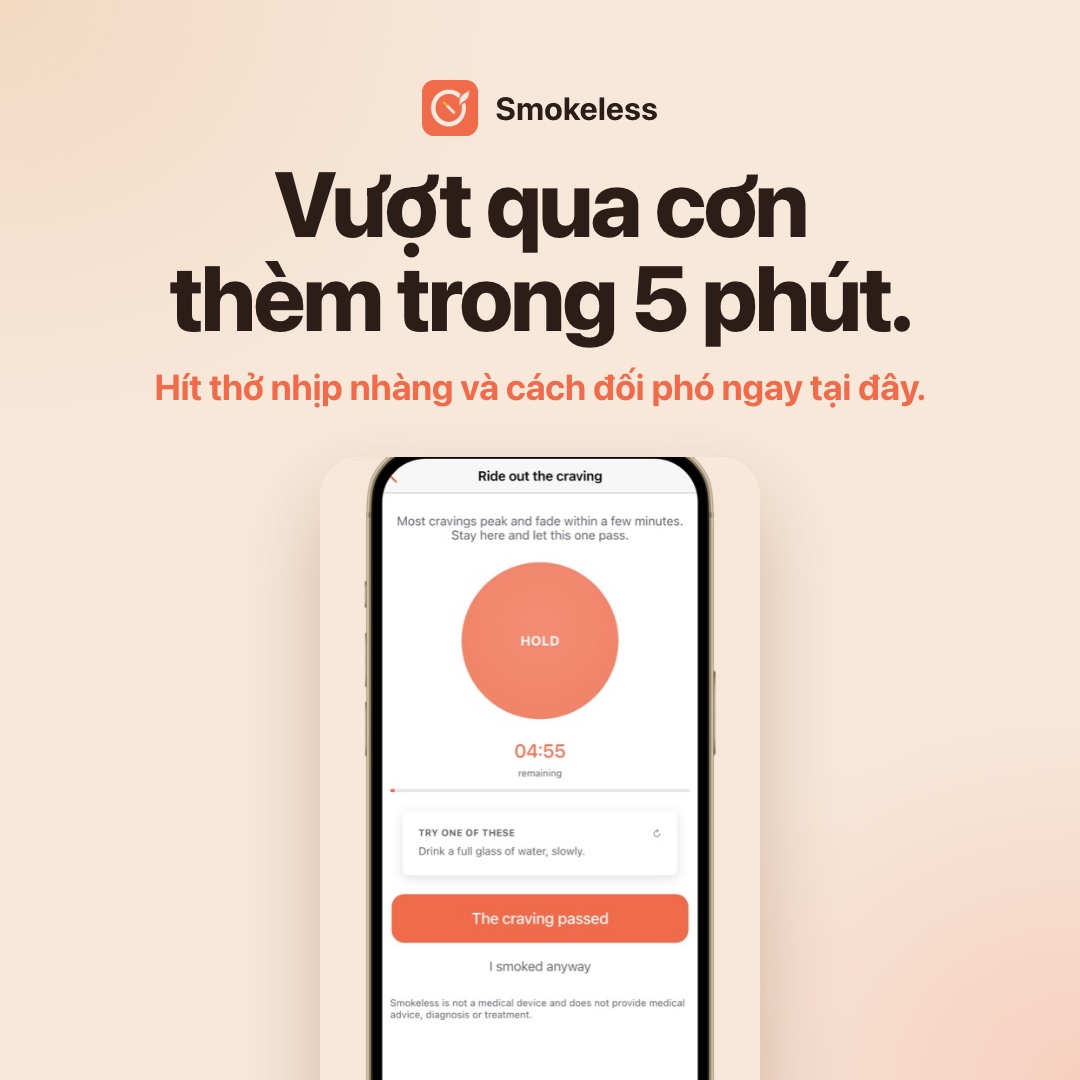 Smokeless
Vượt qua cơn
thèm trong 5 phút.
Hít thở nhịp nhàng và cách đối phó ngay tại đây.
Ride out the craving
Most cravings peak and fade within a few minutes.
Stay here and let this one pass.
HOLD
04:55
remaining
TRY ONE OF THESE
Drink a full glass of water, slowly.
The craving passed
I smoked anyway
Smokeless is not a medical device and does not provide medical
advice, diagnosis or treatment.